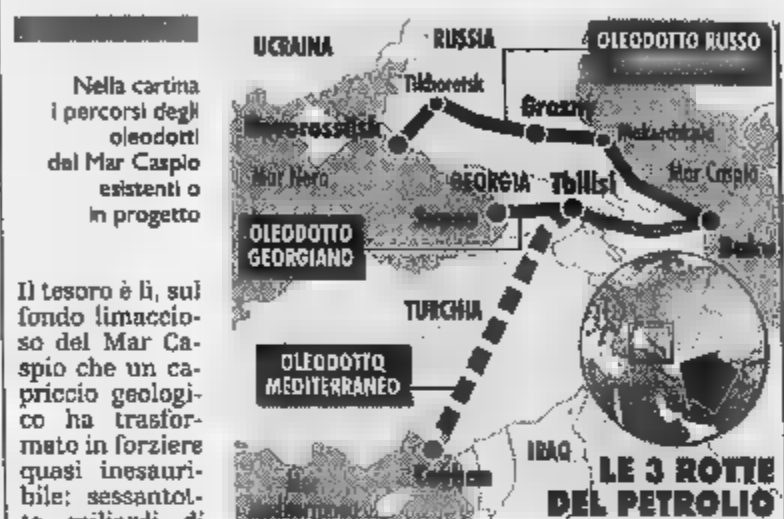 Nella cartina
i percorsi degli
oleodotti
dal Mar Caspio
esistenti o
in progetto
Il tesoro è lì, sul
fondo limaccio-
so del Mar Ca-
spio che un ca-
priccio geologi-
co ha trasfor-
mato in forziere
quasi inesauri-
bile: sessantot-
miliardi di
UCRAINA
RUSSIA
OLEODOTTO RUSSO
Tikhoretsk
Grozny
Novorossiisk
Mar Nero
GEORGIA
Tbilisi
Mar Caspio
OLEODOTTO
GEORGIANO
TURCHIA
OLEODOTTO
MEDITERRANEO
IRAQ
LE 3 ROTTE
DEL PETROLIO